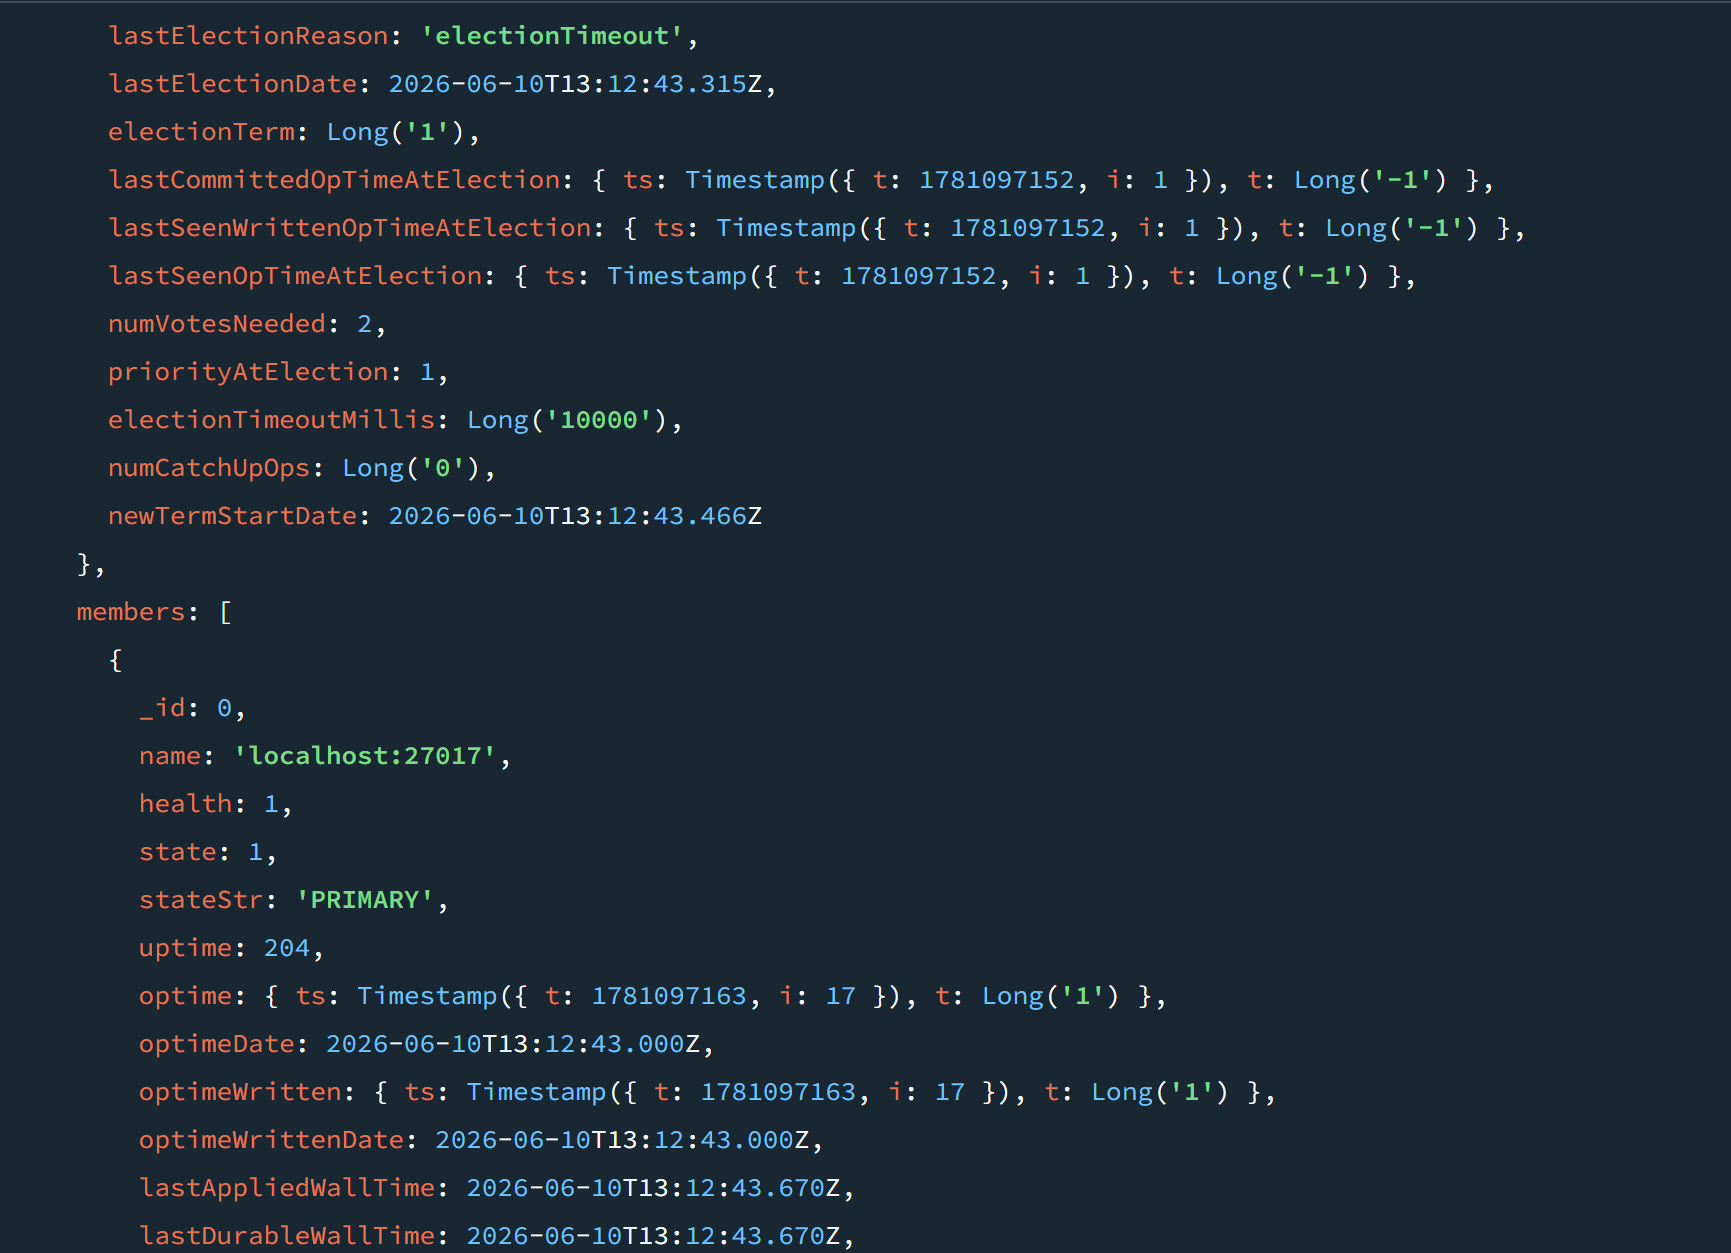 lastElectionReason: 'electionTimeout',
lastElectionDate: 2026-06-10T13:12:43.315Z,
electionTerm: Long('1'),
lastCommittedOpTimeAtElection: { ts: Timestamp({ t: 1781097152, i: 1 }), t: Long('-1') },
lastSeenWrittenOpTimeAtElection: { ts: Timestamp({ t: 1781097152, i: 1 }), t: Long('-1') },
lastSeenOpTimeAtElection: { ts: Timestamp({ t: 1781097152, i: 1 }), t: Long('-1') },
numVotesNeeded: 2,
priorityAtElection: 1,
electionTimeoutMillis: Long('10000'),
numCatchUpOps: Long('0'),
newTermStartDate: 2026-06-10T13:12:43.466Z
},
members: [
{
_id: 0,
name: 'localhost:27017',
health: 1,
state: 1,
stateStr: 'PRIMARY',
uptime: 204,
optime: { ts: Timestamp({ t: 1781097163, i: 17 }), t: Long('1') },
optimeDate: 2026-06-10T13:12:43.000Z,
optimeWritten: { ts: Timestamp({ t: 1781097163, i: 17 }), t: Long('1') },
optimeWrittenDate: 2026-06-10T13:12:43.000Z,
lastAppliedWallTime: 2026-06-10T13:12:43.670Z,
lastDurableWallTime: 2026-06-10T13:12:43.670Z,